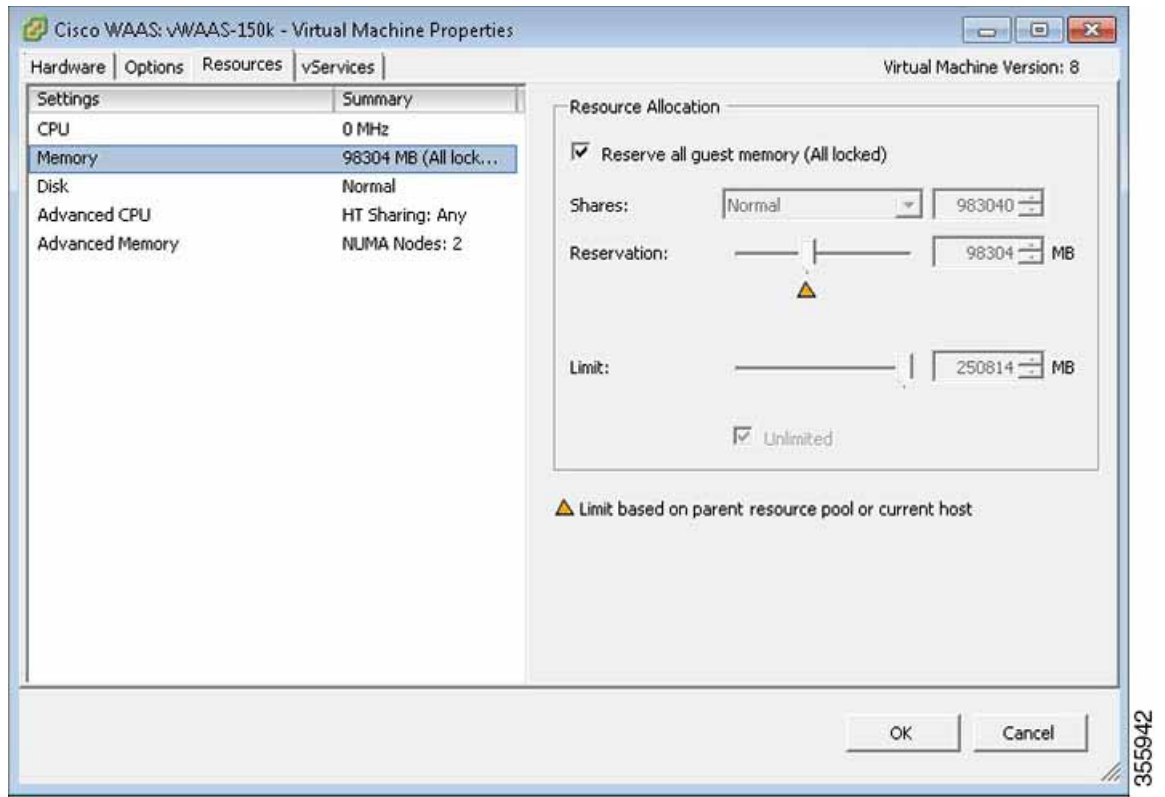 Cisco WAAS: vWAAS-150k - Virtual Machine Properties
Hardware Options Resources vServices Virtual Machine Version: 8
Settings Summary
CPU 0 MHz
Memory 98304 MB (All lock...
Disk Normal
Advanced CPU HT Sharing: Any
Advanced Memory NUMA Nodes: 2
Resource Allocation
Reserve all guest memory (All locked)
Shares: Normal 983040
Reservation: 98304 MB
Limit: 250814 MB
Unlimited
Limit based on parent resource pool or current host
OK Cancel
355942